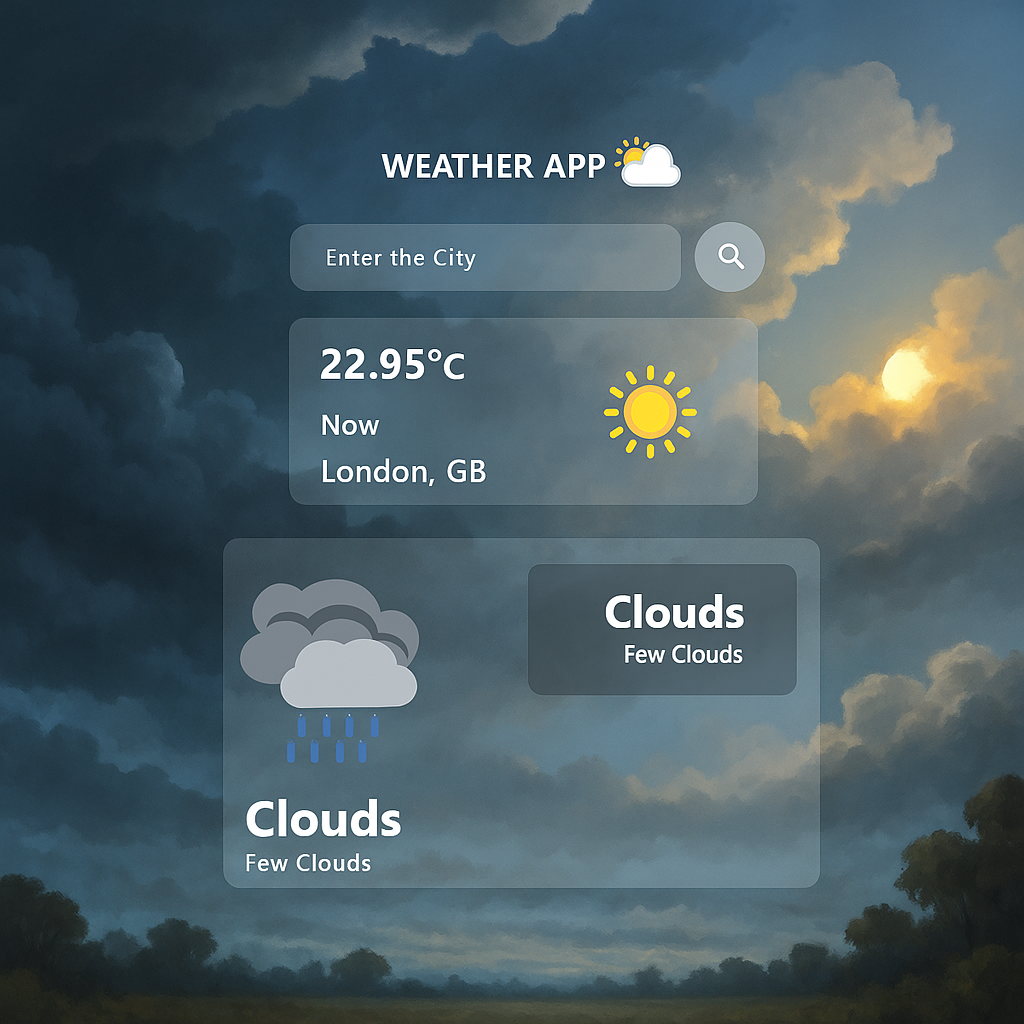 WEATHER APP
Enter the City
22.95°C
Now
London, GB
Clouds
Few Clouds
Clouds
Few Clouds